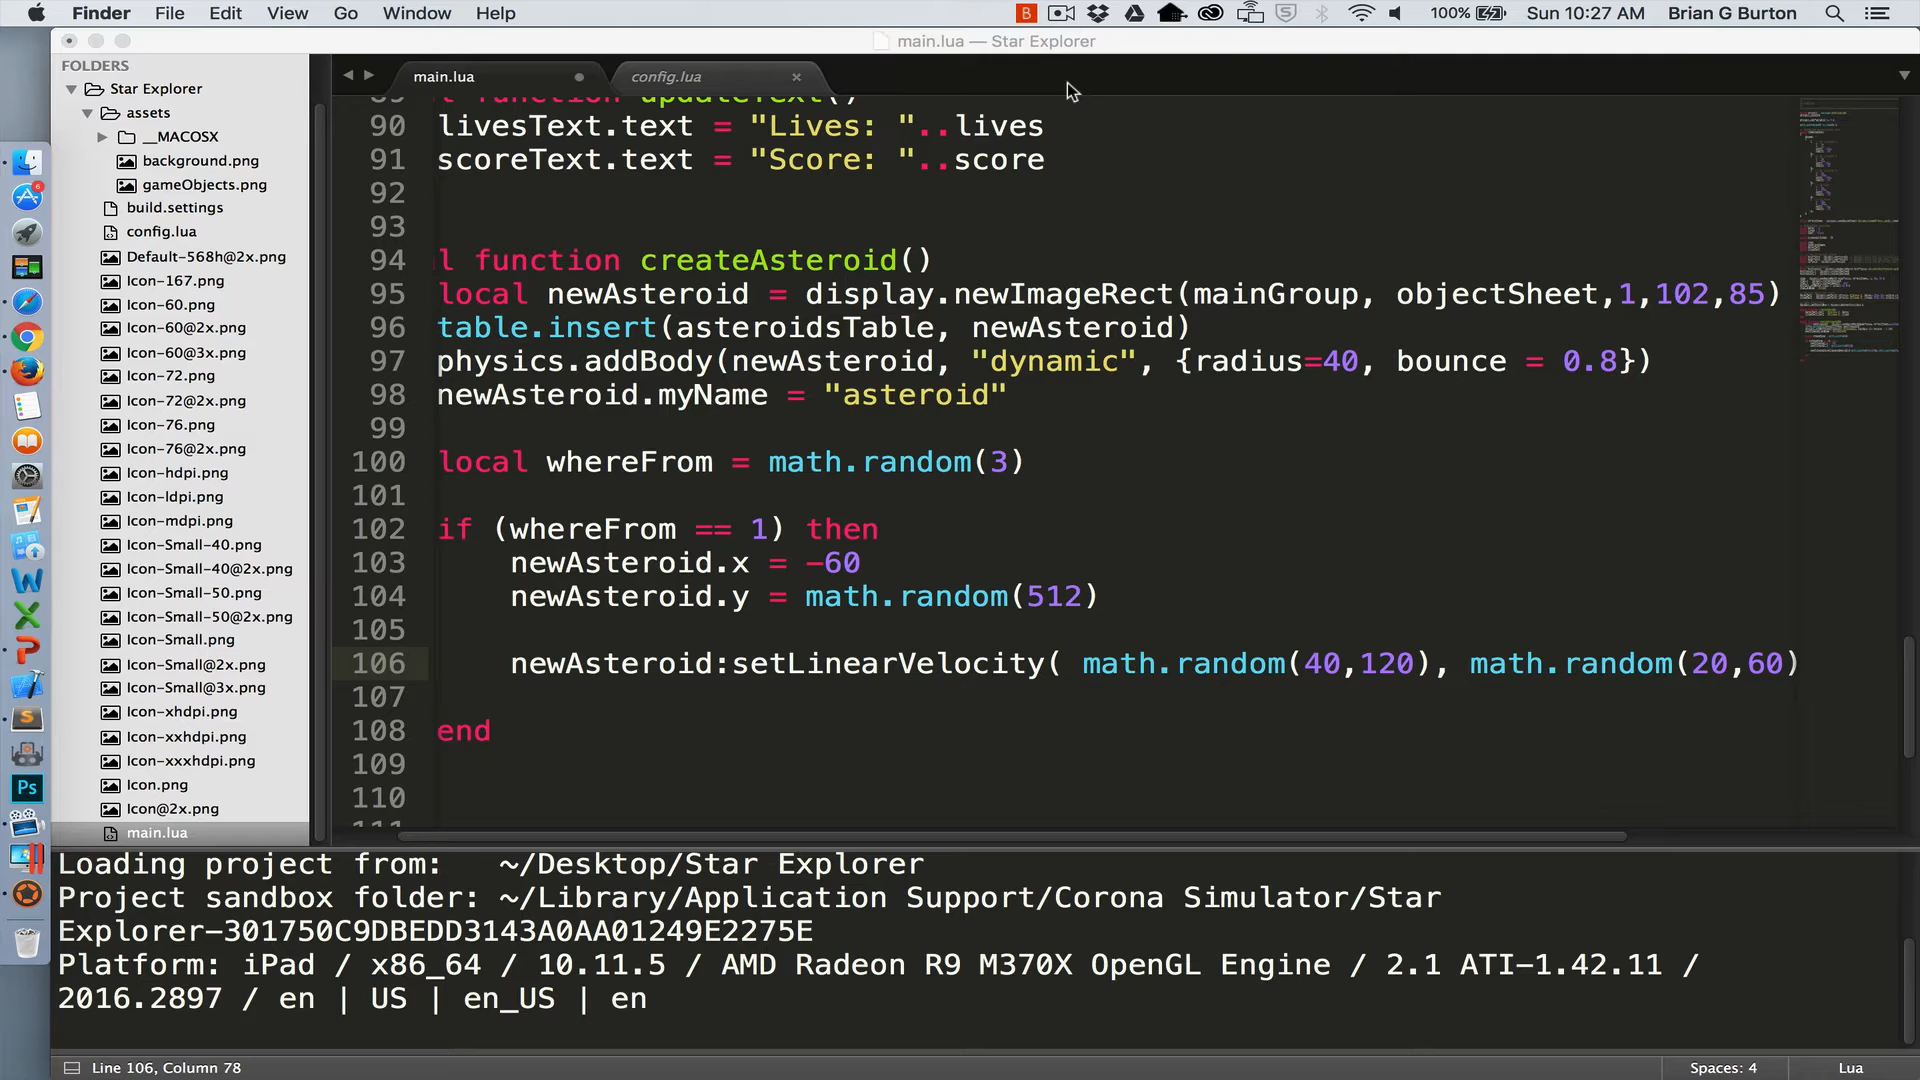 Finder File Edit View Go Window Help 100% Sun 10:27 AM Brian G Burton
main.lua — Star Explorer
FOLDERS
Star Explorer
assets
__MACOSX
background.png
gameObjects.png
build.settings
config.lua
Default-568h@2x.png
Icon-167.png
Icon-60.png
Icon-60@2x.png
Icon-60@3x.png
Icon-72.png
Icon-72@2x.png
Icon-76.png
Icon-76@2x.png
Icon-hdpi.png
Icon-ldpi.png
Icon-mdpi.png
Icon-Small-40.png
Icon-Small-40@2x.png
Icon-Small-50.png
Icon-Small-50@2x.png
Icon-Small.png
Icon-Small@2x.png
Icon-Small@3x.png
Icon-xhdpi.png
Icon-xxhdpi.png
Icon-xxxhdpi.png
Icon.png
Icon@2x.png
main.lua
main.lua config.lua
89 l function updateText()
90 livesText.text = "Lives: "..lives
91 scoreText.text = "Score: "..score
92
93
94 l function createAsteroid()
95 local newAsteroid = display.newImageRect(mainGroup, objectSheet,1,102,85)
96 table.insert(asteroidsTable, newAsteroid)
97 physics.addBody(newAsteroid, "dynamic", {radius=40, bounce = 0.8})
98 newAsteroid.myName = "asteroid"
99
100 local whereFrom = math.random(3)
101
102 if (whereFrom == 1) then
103 newAsteroid.x = -60
104 newAsteroid.y = math.random(512)
105
106 newAsteroid:setLinearVelocity( math.random(40,120), math.random(20,60)
107
108 end
109
110
111
Loading project from: ~/Desktop/Star Explorer
Project sandbox folder: ~/Library/Application Support/Corona Simulator/Star
Explorer-301750C9DBEDD3143A0AA01249E2275E
Platform: iPad / x86_64 / 10.11.5 / AMD Radeon R9 M370X OpenGL Engine / 2.1 ATI-1.42.11 /
2016.2897 / en | US | en_US | en
Line 106, Column 78 Spaces: 4 Lua